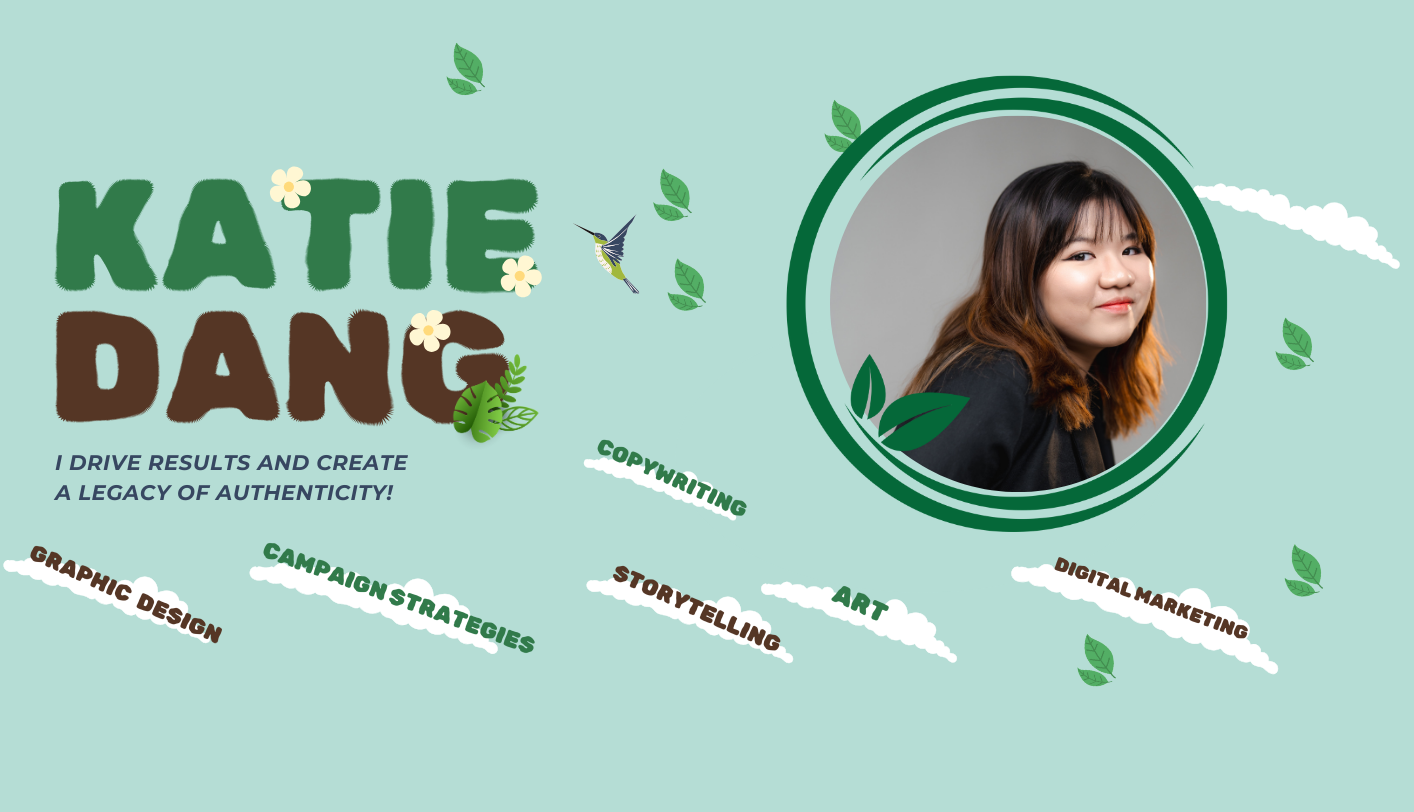 KATIE
DANG
I DRIVE RESULTS AND CREATE
A LEGACY OF AUTHENTICITY!
COPYWRITING
GRAPHIC DESIGN
CAMPAIGN STRATEGIES
STORYTELLING
ART
DIGITAL MARKETING